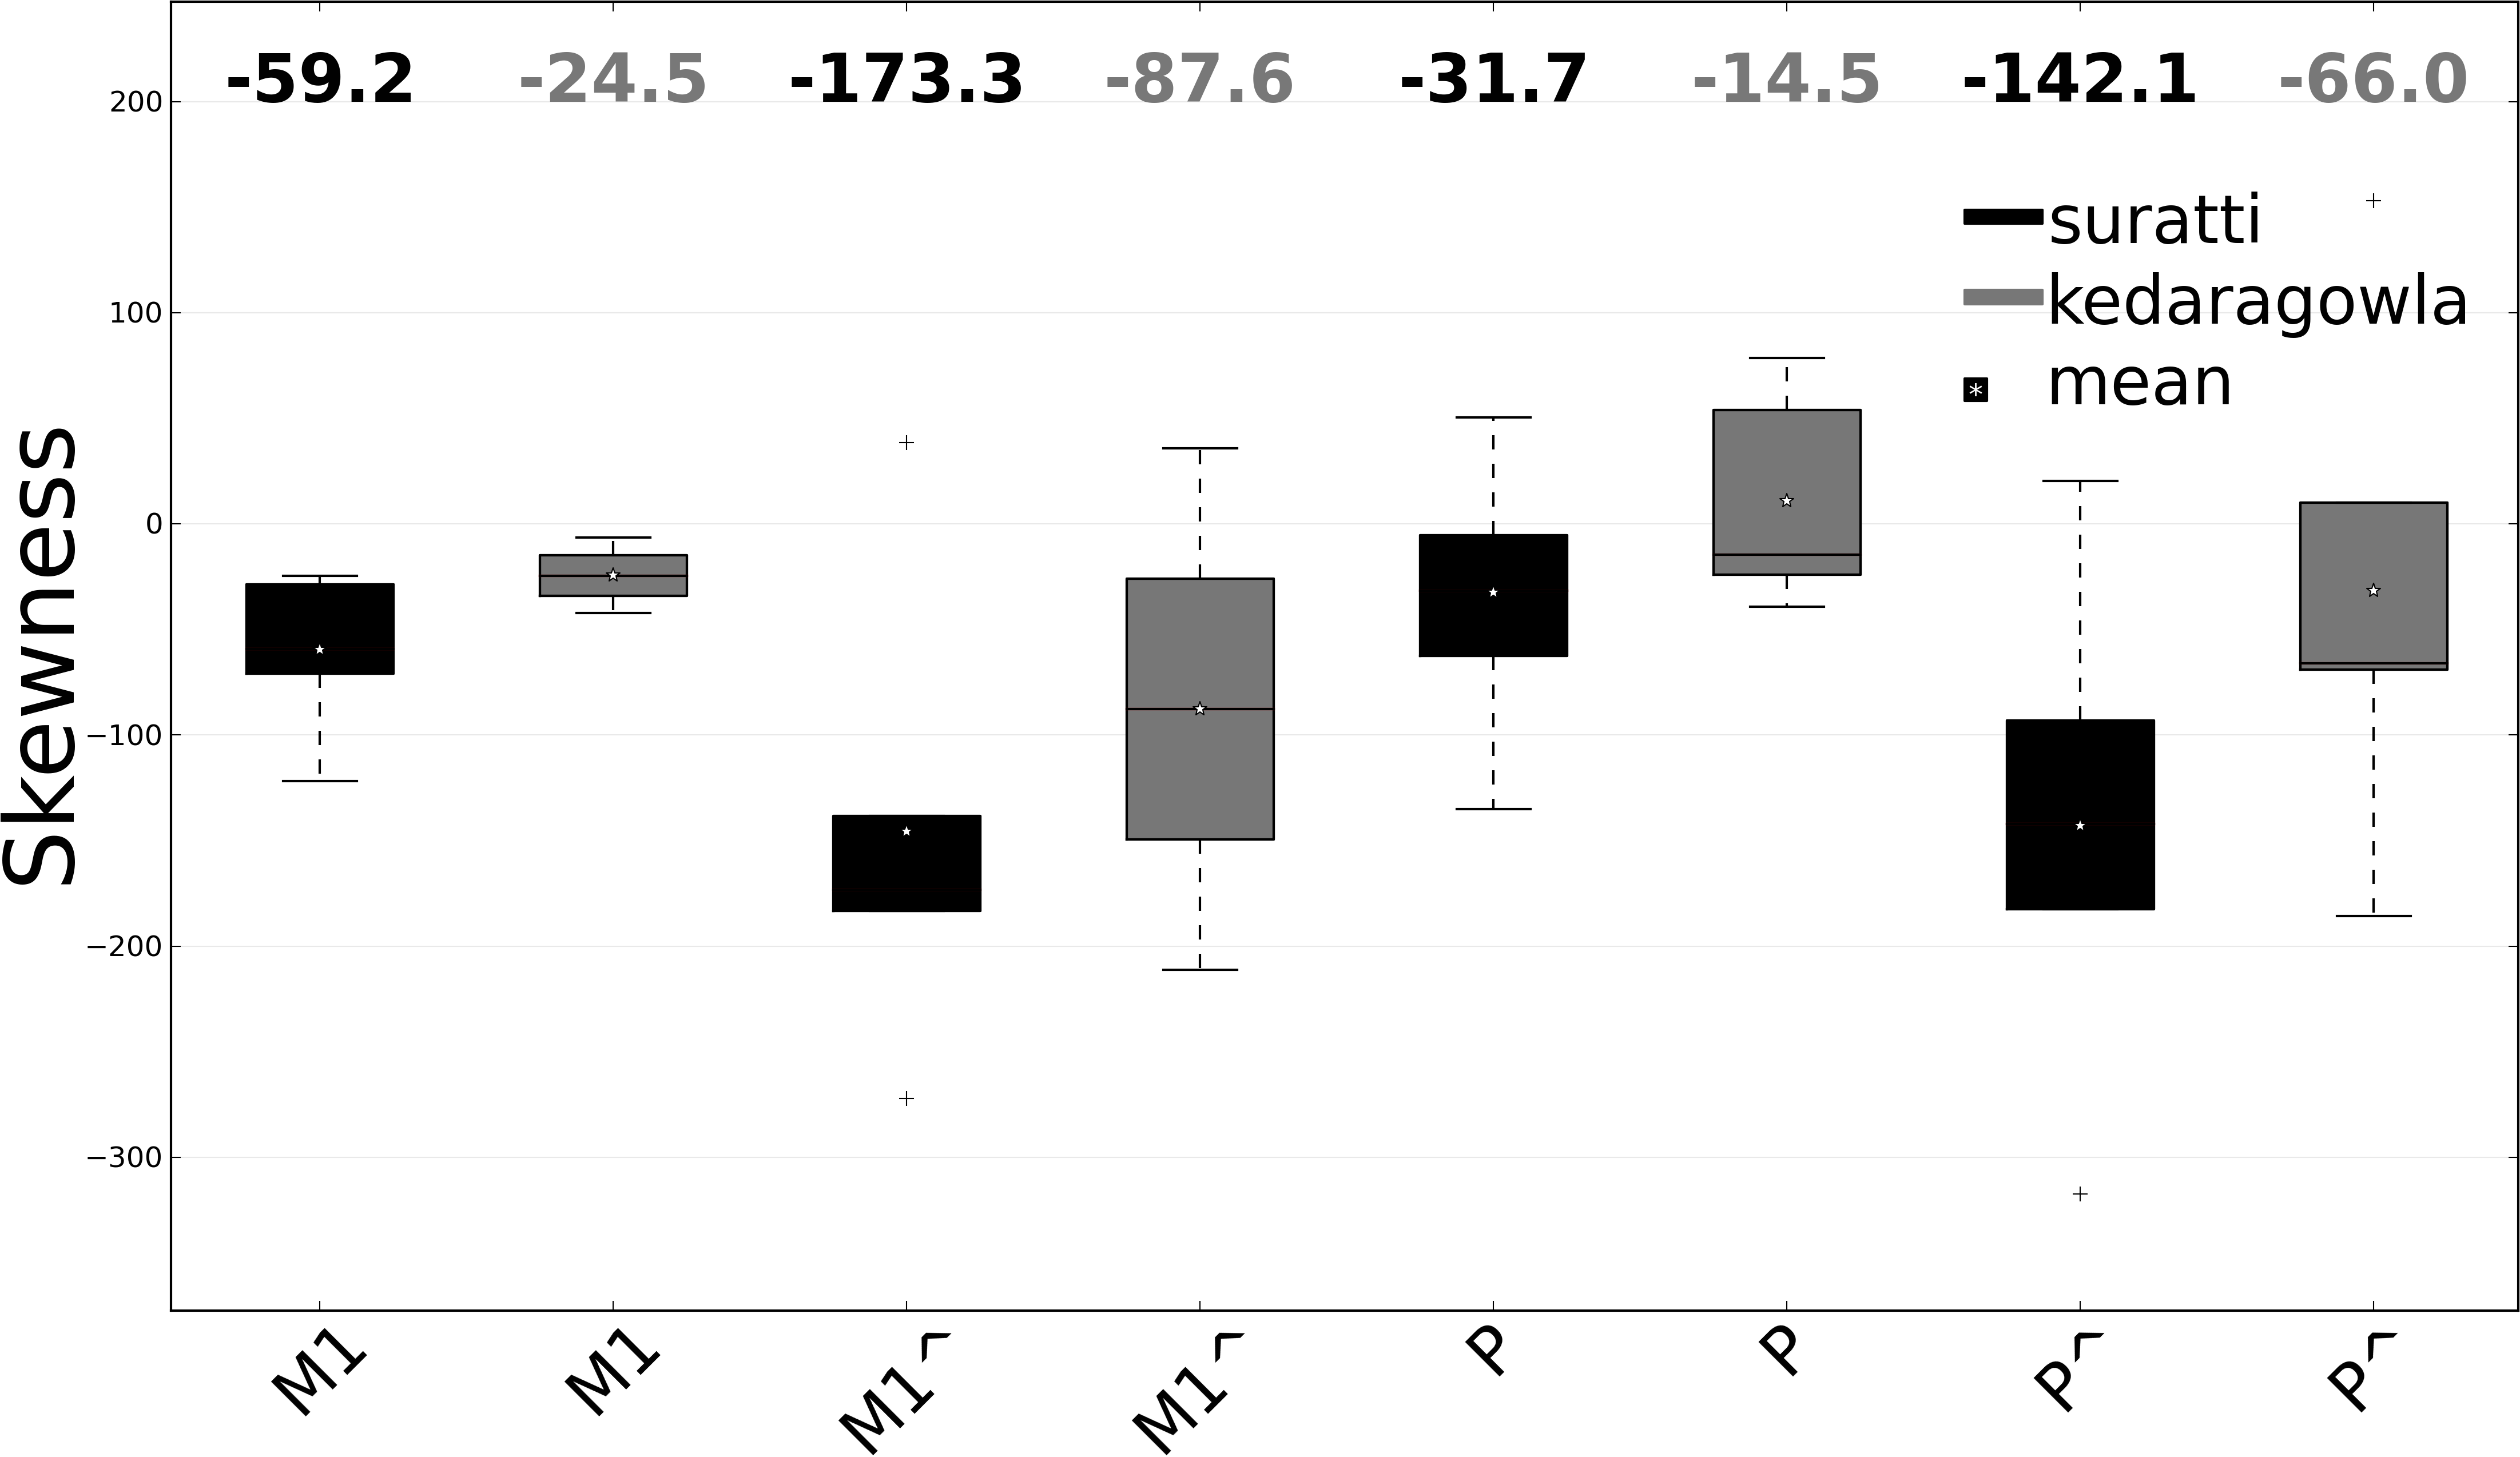 -59.2 -24.5 -173.3 -87.6 -31.7 -14.5 -142.1 -66.0
200
100
0
−100
−200
−300
Skewness
suratti
kedaragowla
* mean
M1 M1 M1^ M1^ P P P^ P^